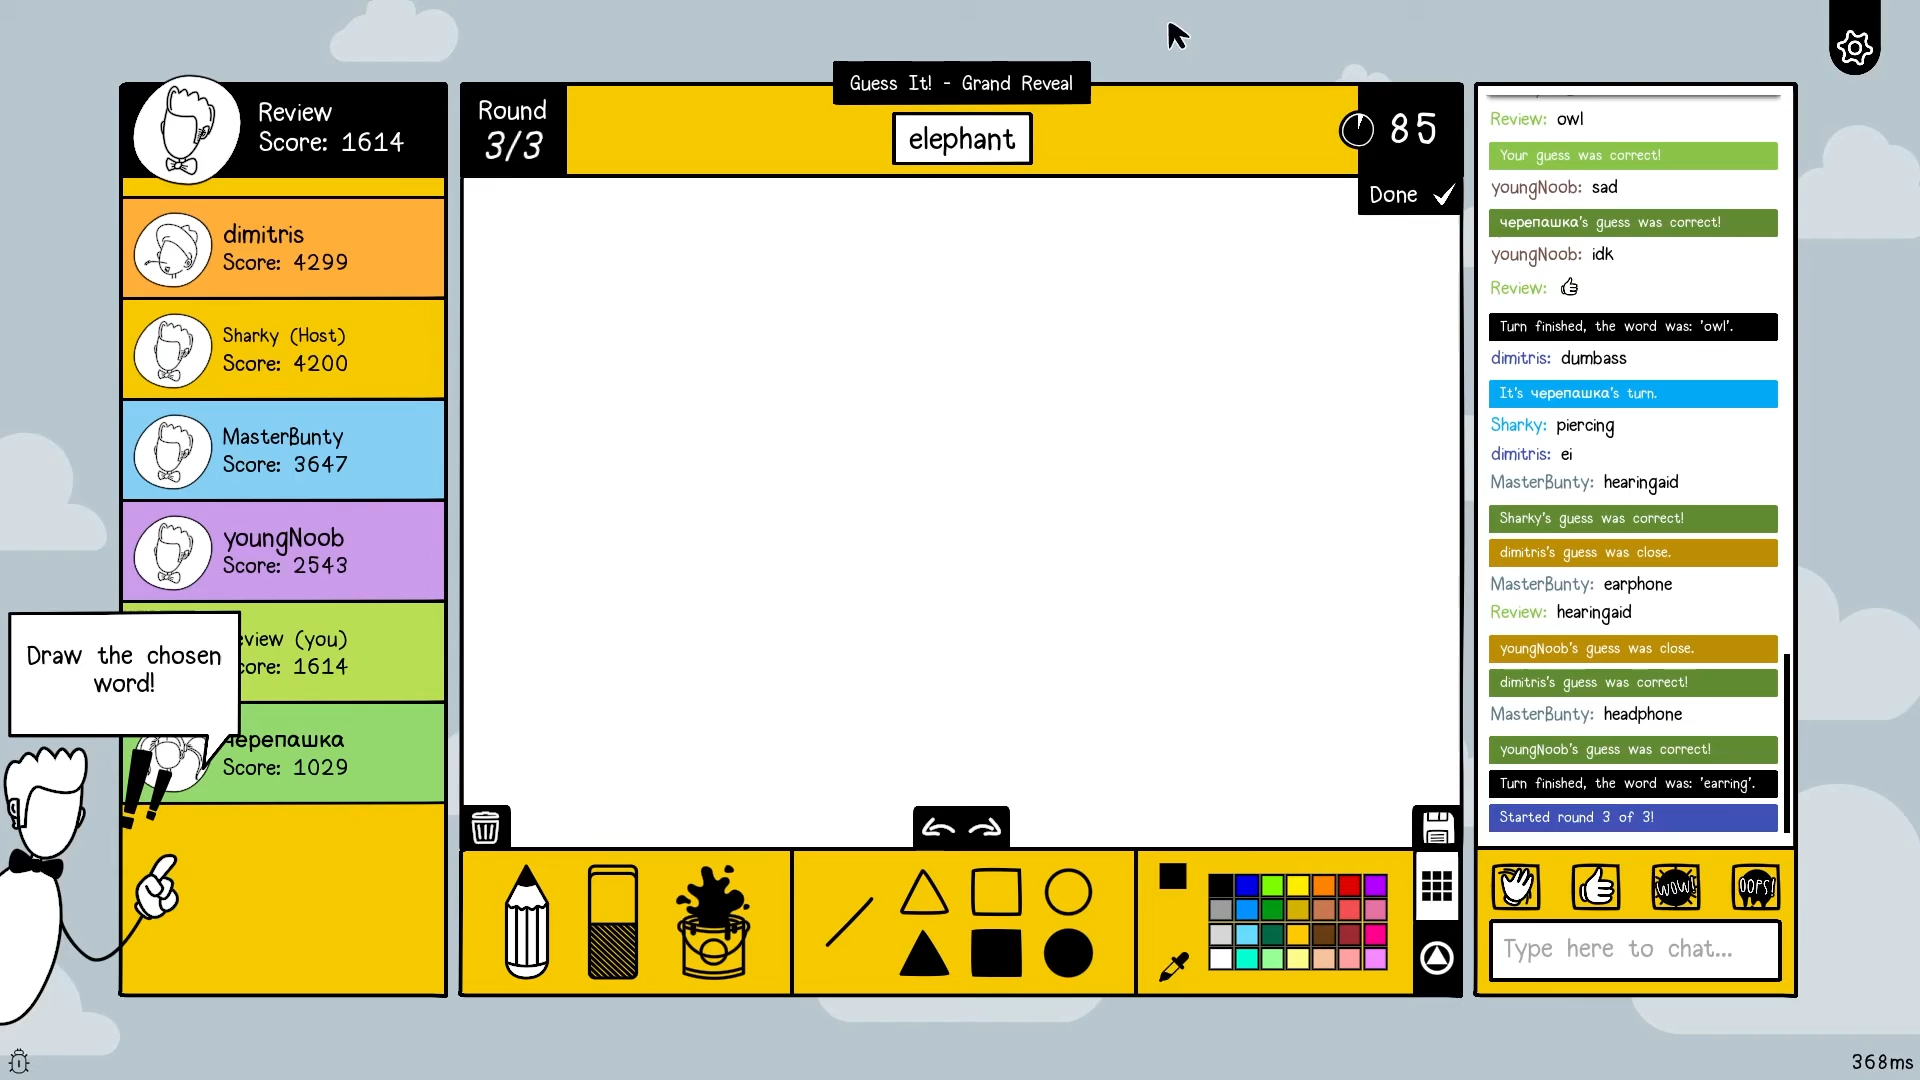 Guess It! - Grand Reveal
Review
Score: 1614
Round
3/3
elephant
85
Done
dimitris
Score: 4299
Sharky (Host)
Score: 4200
MasterBunty
Score: 3647
youngNoob
Score: 2543
eview (you)
core: 1614
черепашка
Score: 1029
Draw the chosen
word!
!!
Review: owl
Your guess was correct!
youngNoob: sad
черепашка's guess was correct!
youngNoob: idk
Review:
Turn finished, the word was: 'owl'.
dimitris: dumbass
It's черепашка's turn.
Sharky: piercing
dimitris: ei
MasterBunty: hearingaid
Sharky's guess was correct!
dimitris's guess was close.
MasterBunty: earphone
Review: hearingaid
youngNoob's guess was close.
dimitris's guess was correct!
MasterBunty: headphone
youngNoob's guess was correct!
Turn finished, the word was: 'earring'.
Started round 3 of 3!
WOW!
OOPS!
Type here to chat...
368ms